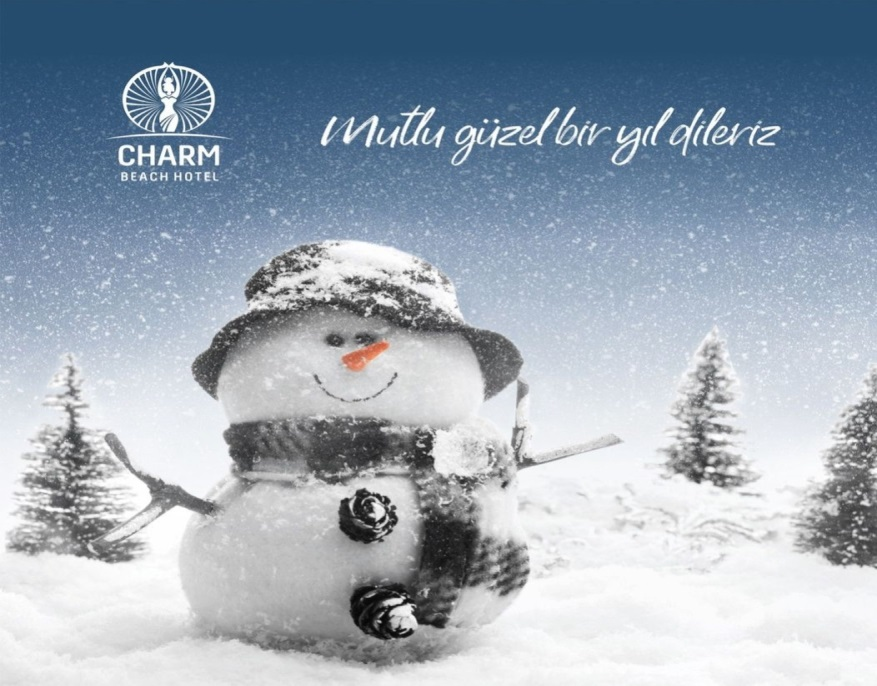 CHARM
BEACH HOTEL
Mutlu güzel bir yıl dileriz